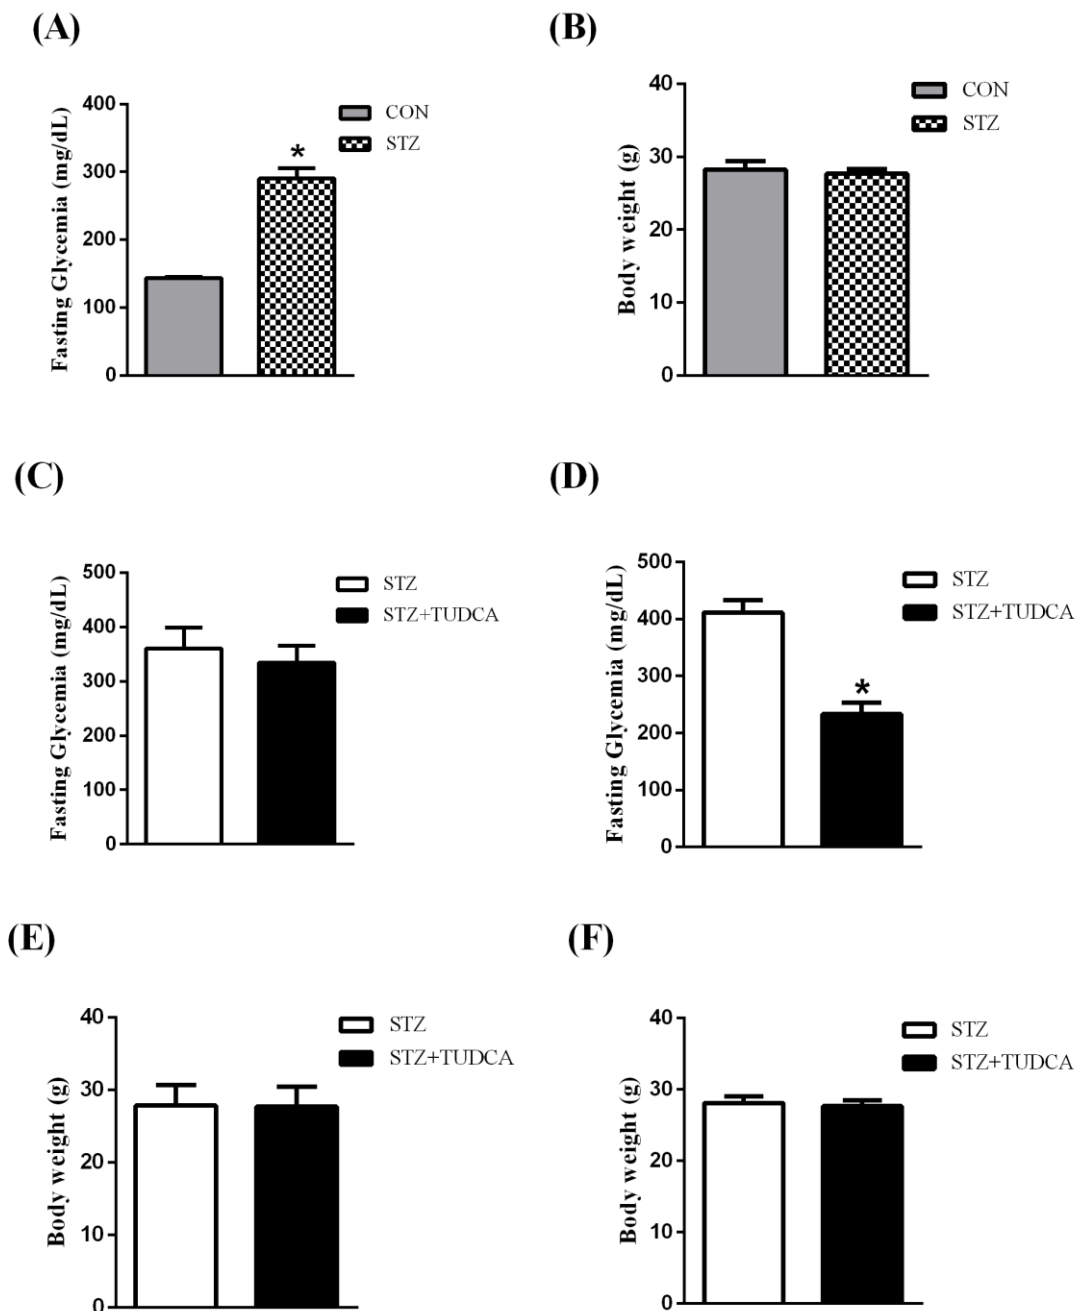 (A)
Fasting Glycemia (mg/dL)
400
300
200
100
0
*
CON
STZ
(B)
Body weight (g)
40
30
20
10
0
CON
STZ
(C)
Fasting Glycemia (mg/dL)
500
400
300
200
100
0
STZ
STZ+TUDCA
(D)
Fasting Glycemia (mg/dL)
500
400
300
200
100
0
*
STZ
STZ+TUDCA
(E)
Body weight (g)
40
30
20
10
0
STZ
STZ+TUDCA
(F)
Body weight (g)
40
30
20
10
0
STZ
STZ+TUDCA